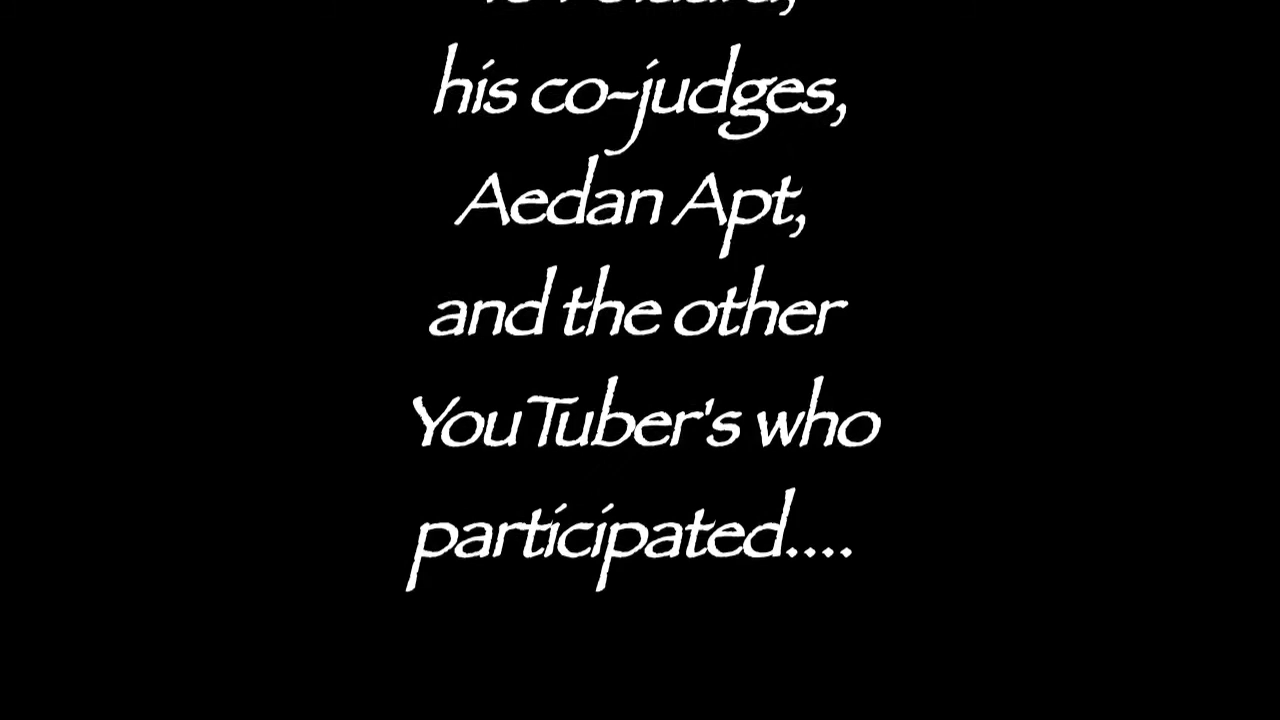 his co-judges,
Aedan Apt,
and the other
YouTuber's who
participated....